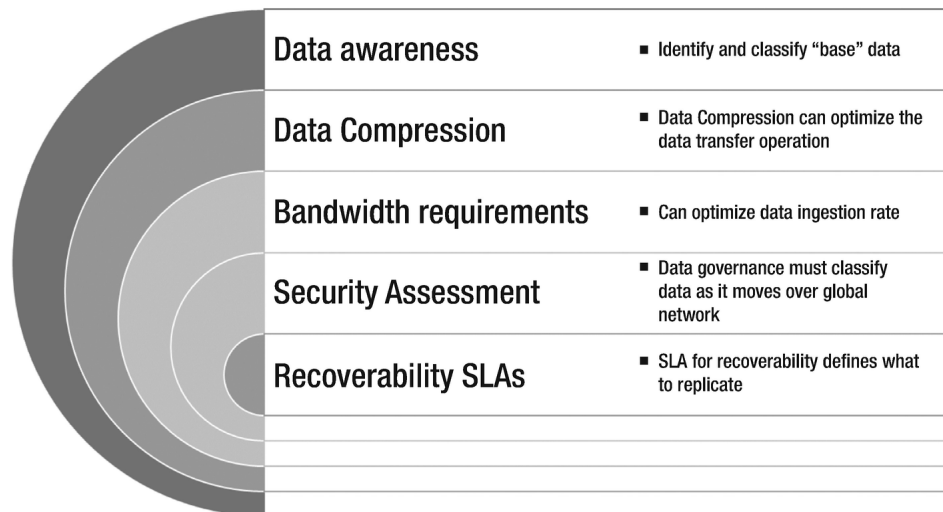 Data awareness
■ Identify and classify “base” data
Data Compression
■ Data Compression can optimize the
data transfer operation
Bandwidth requirements
■ Can optimize data ingestion rate
Security Assessment
■ Data governance must classify
data as it moves over global
network
Recoverability SLAs
■ SLA for recoverability defines what
to replicate